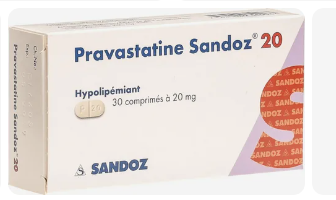 Pravastatine Sandoz® 20
Hypolipémiant
30 comprimés à 20 mg
SANDOZ
Pravastatine
Sandoz® 20